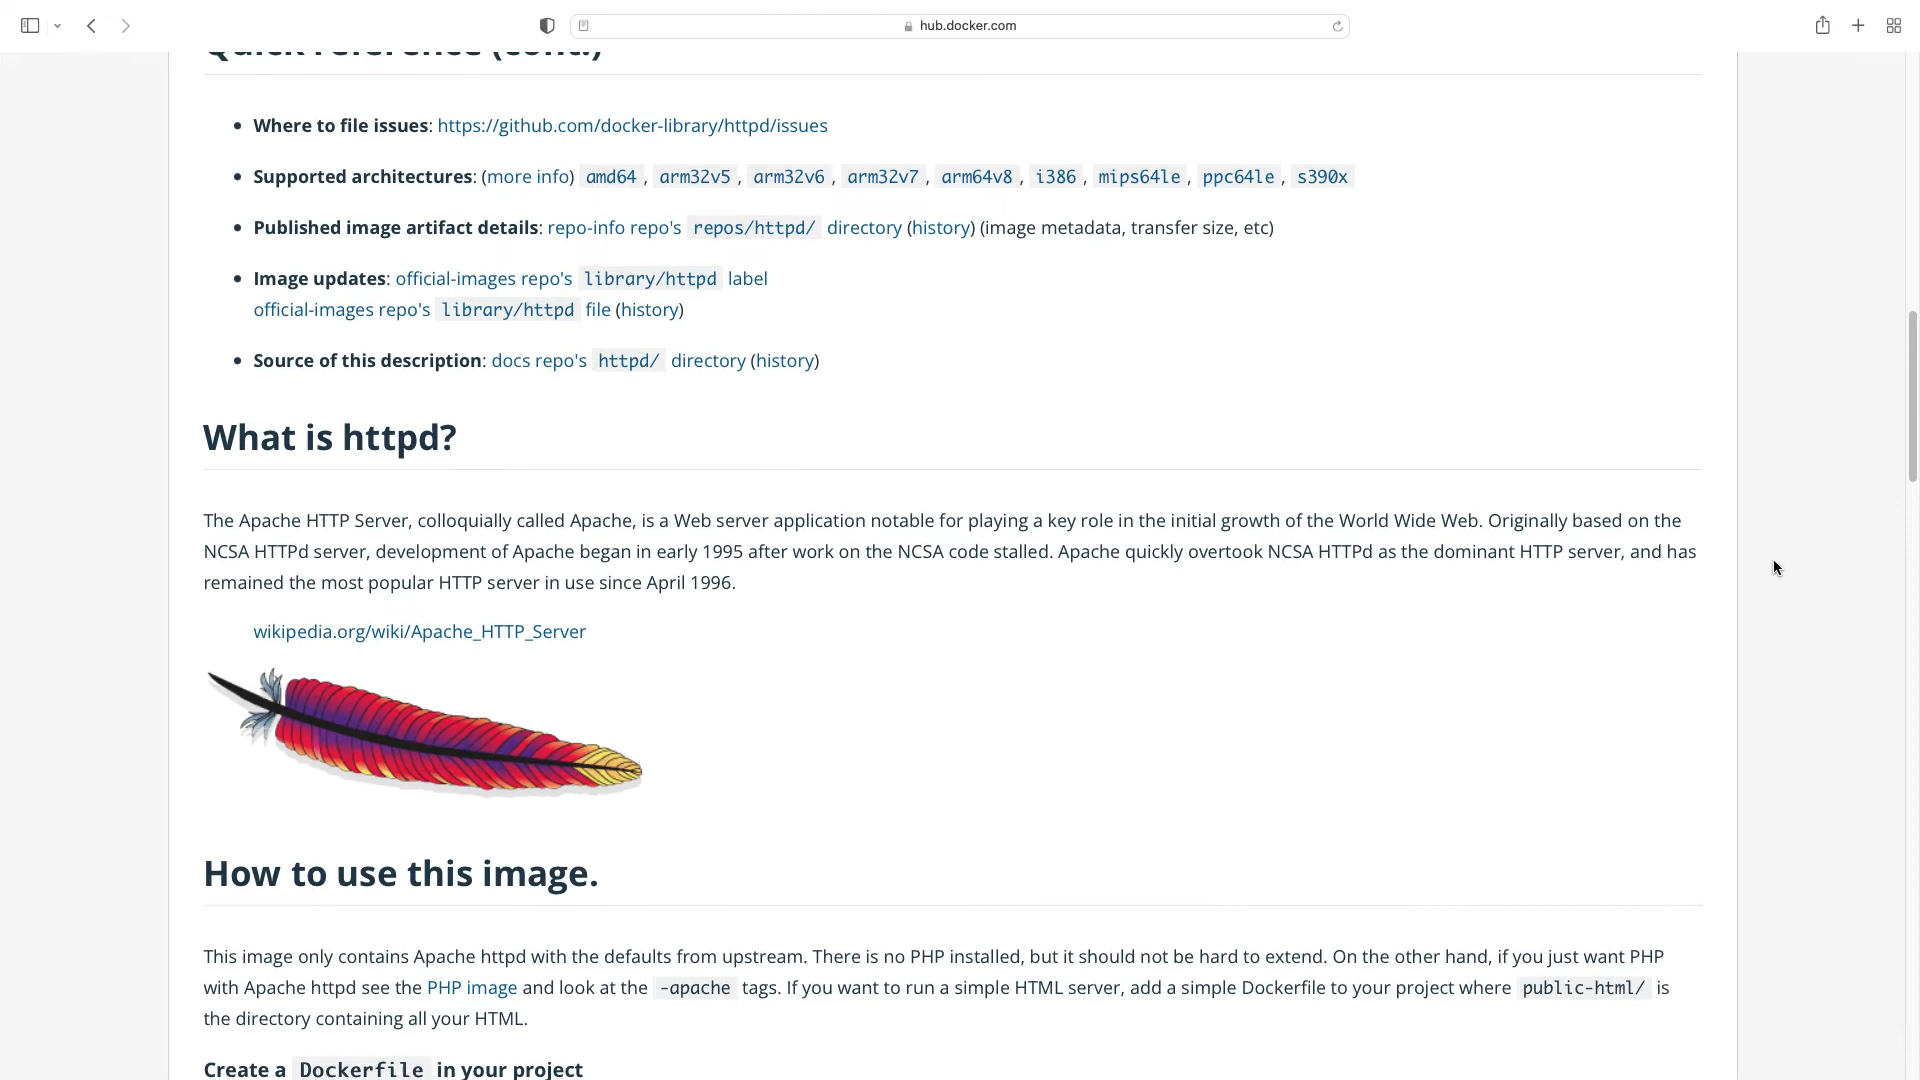 hub.docker.com
Quick reference (cont.)
• Where to file issues: https://github.com/docker-library/httpd/issues
• Supported architectures: (more info) amd64 , arm32v5 , arm32v6 , arm32v7 , arm64v8 , i386 , mips64le , ppc64le , s390x
• Published image artifact details: repo-info repo's repos/httpd/ directory (history) (image metadata, transfer size, etc)
• Image updates: official-images repo's library/httpd label
official-images repo's library/httpd file (history)
• Source of this description: docs repo's httpd/ directory (history)
What is httpd?
The Apache HTTP Server, colloquially called Apache, is a Web server application notable for playing a key role in the initial growth of the World Wide Web. Originally based on the
NCSA HTTPd server, development of Apache began in early 1995 after work on the NCSA code stalled. Apache quickly overtook NCSA HTTPd as the dominant HTTP server, and has
remained the most popular HTTP server in use since April 1996.
wikipedia.org/wiki/Apache_HTTP_Server
How to use this image.
This image only contains Apache httpd with the defaults from upstream. There is no PHP installed, but it should not be hard to extend. On the other hand, if you just want PHP
with Apache httpd see the PHP image and look at the -apache tags. If you want to run a simple HTML server, add a simple Dockerfile to your project where public-html/ is
the directory containing all your HTML.
Create a Dockerfile in your project